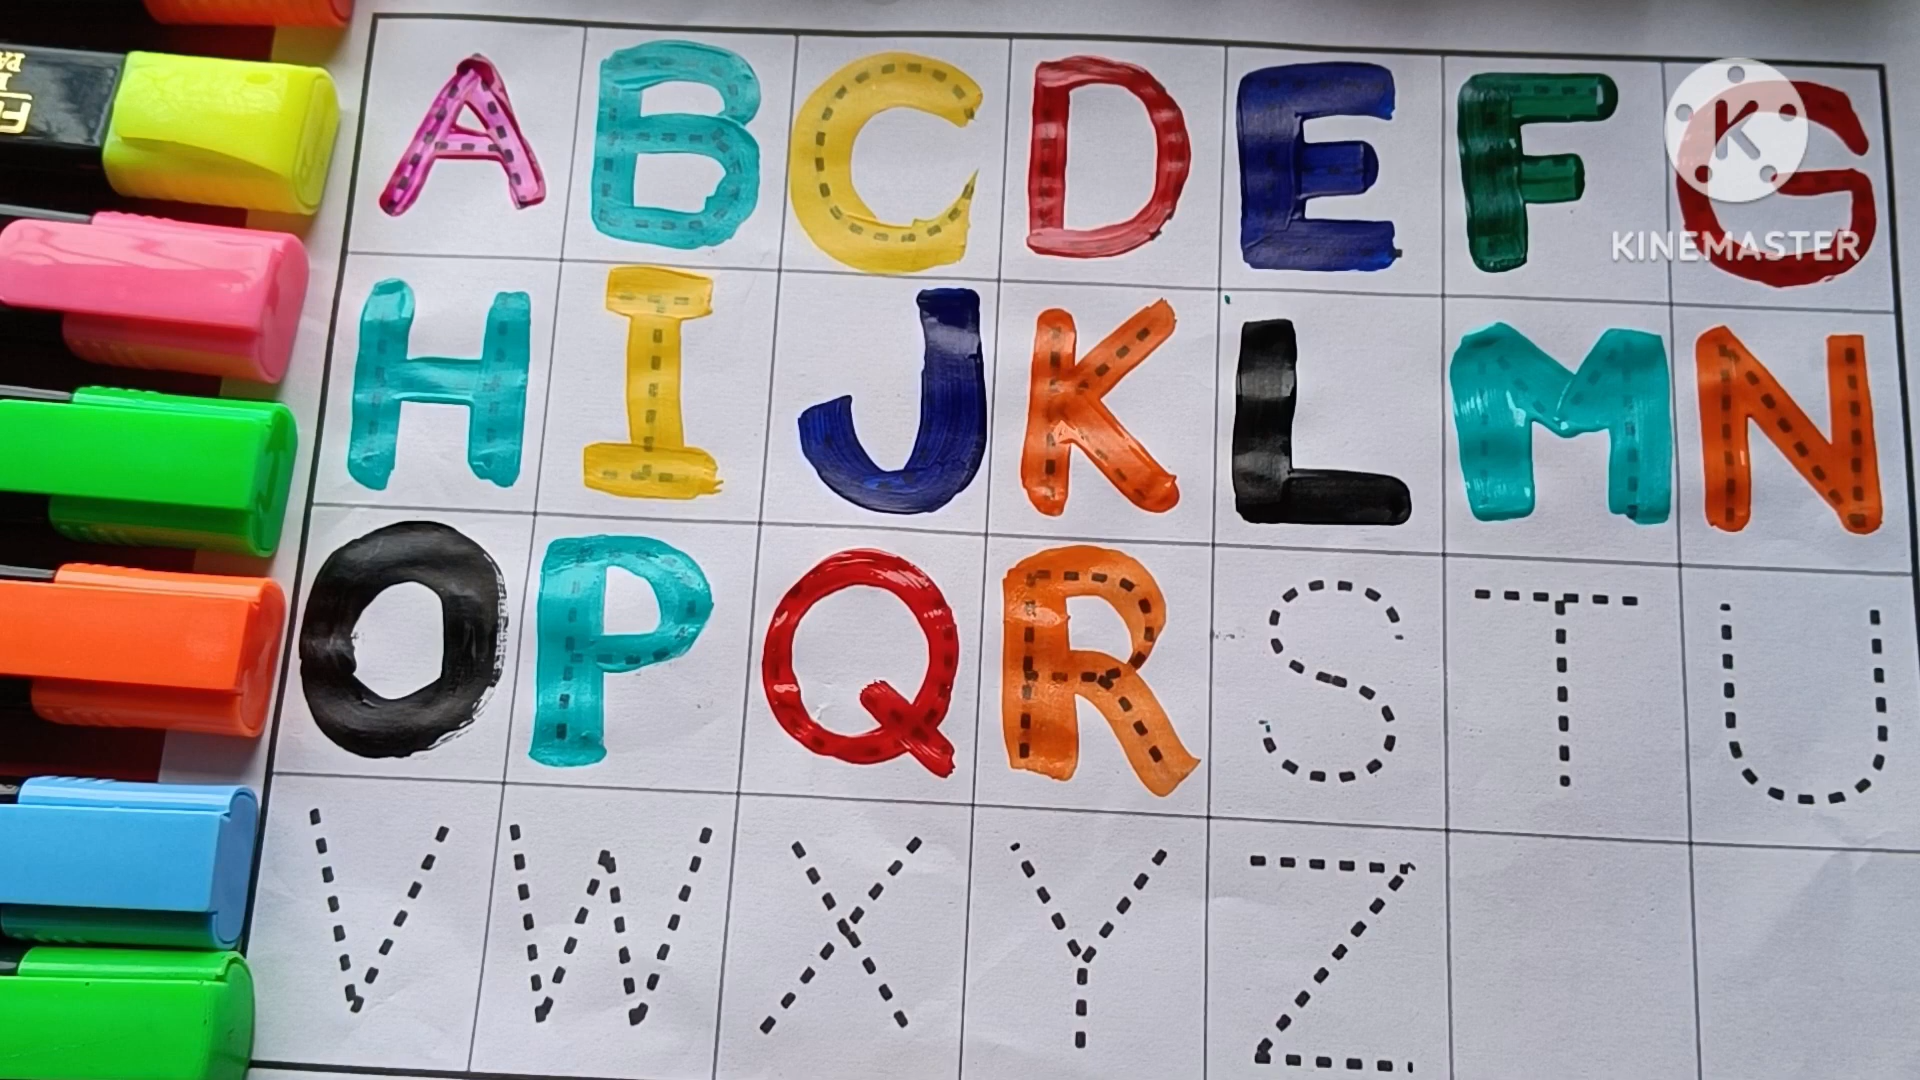 A B C D E F G
H I J K L M N
O P Q R S T U
V W X Y Z
K
KINEMASTER